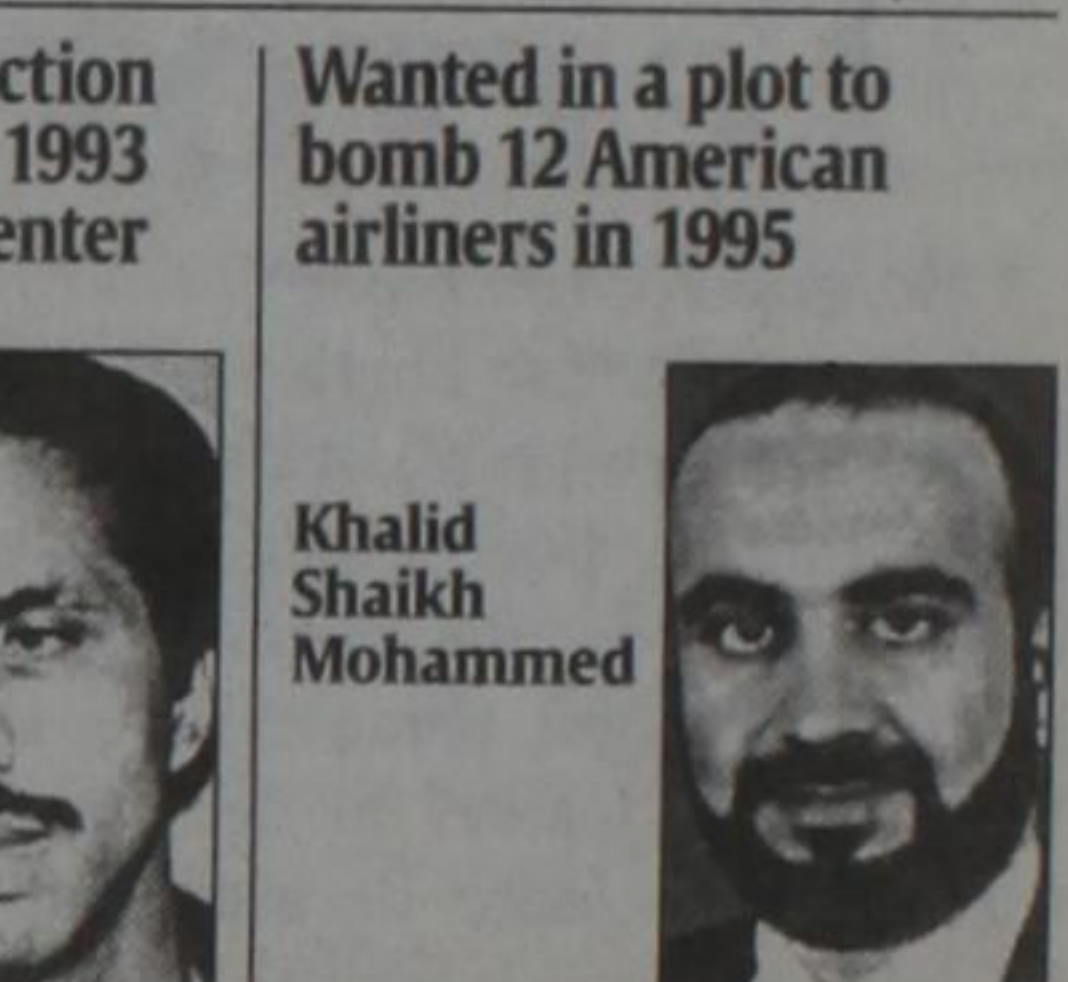 ction
1993
enter
Wanted in a plot to
bomb 12 American
airliners in 1995
Khalid
Shaikh
Mohammed